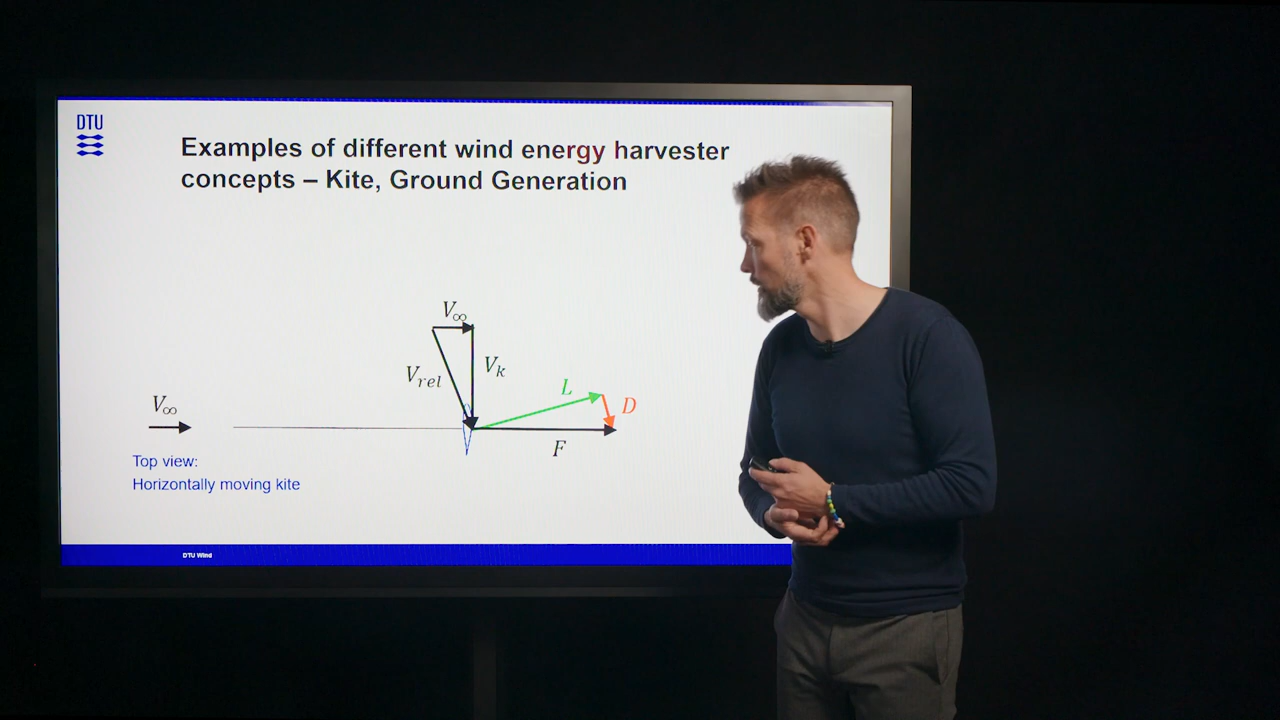 DTU
Examples of different wind energy harvester
concepts – Kite, Ground Generation
V∞
V_k
V_rel
L
D
V∞
F
Top view:
Horizontally moving kite
DTU Wind